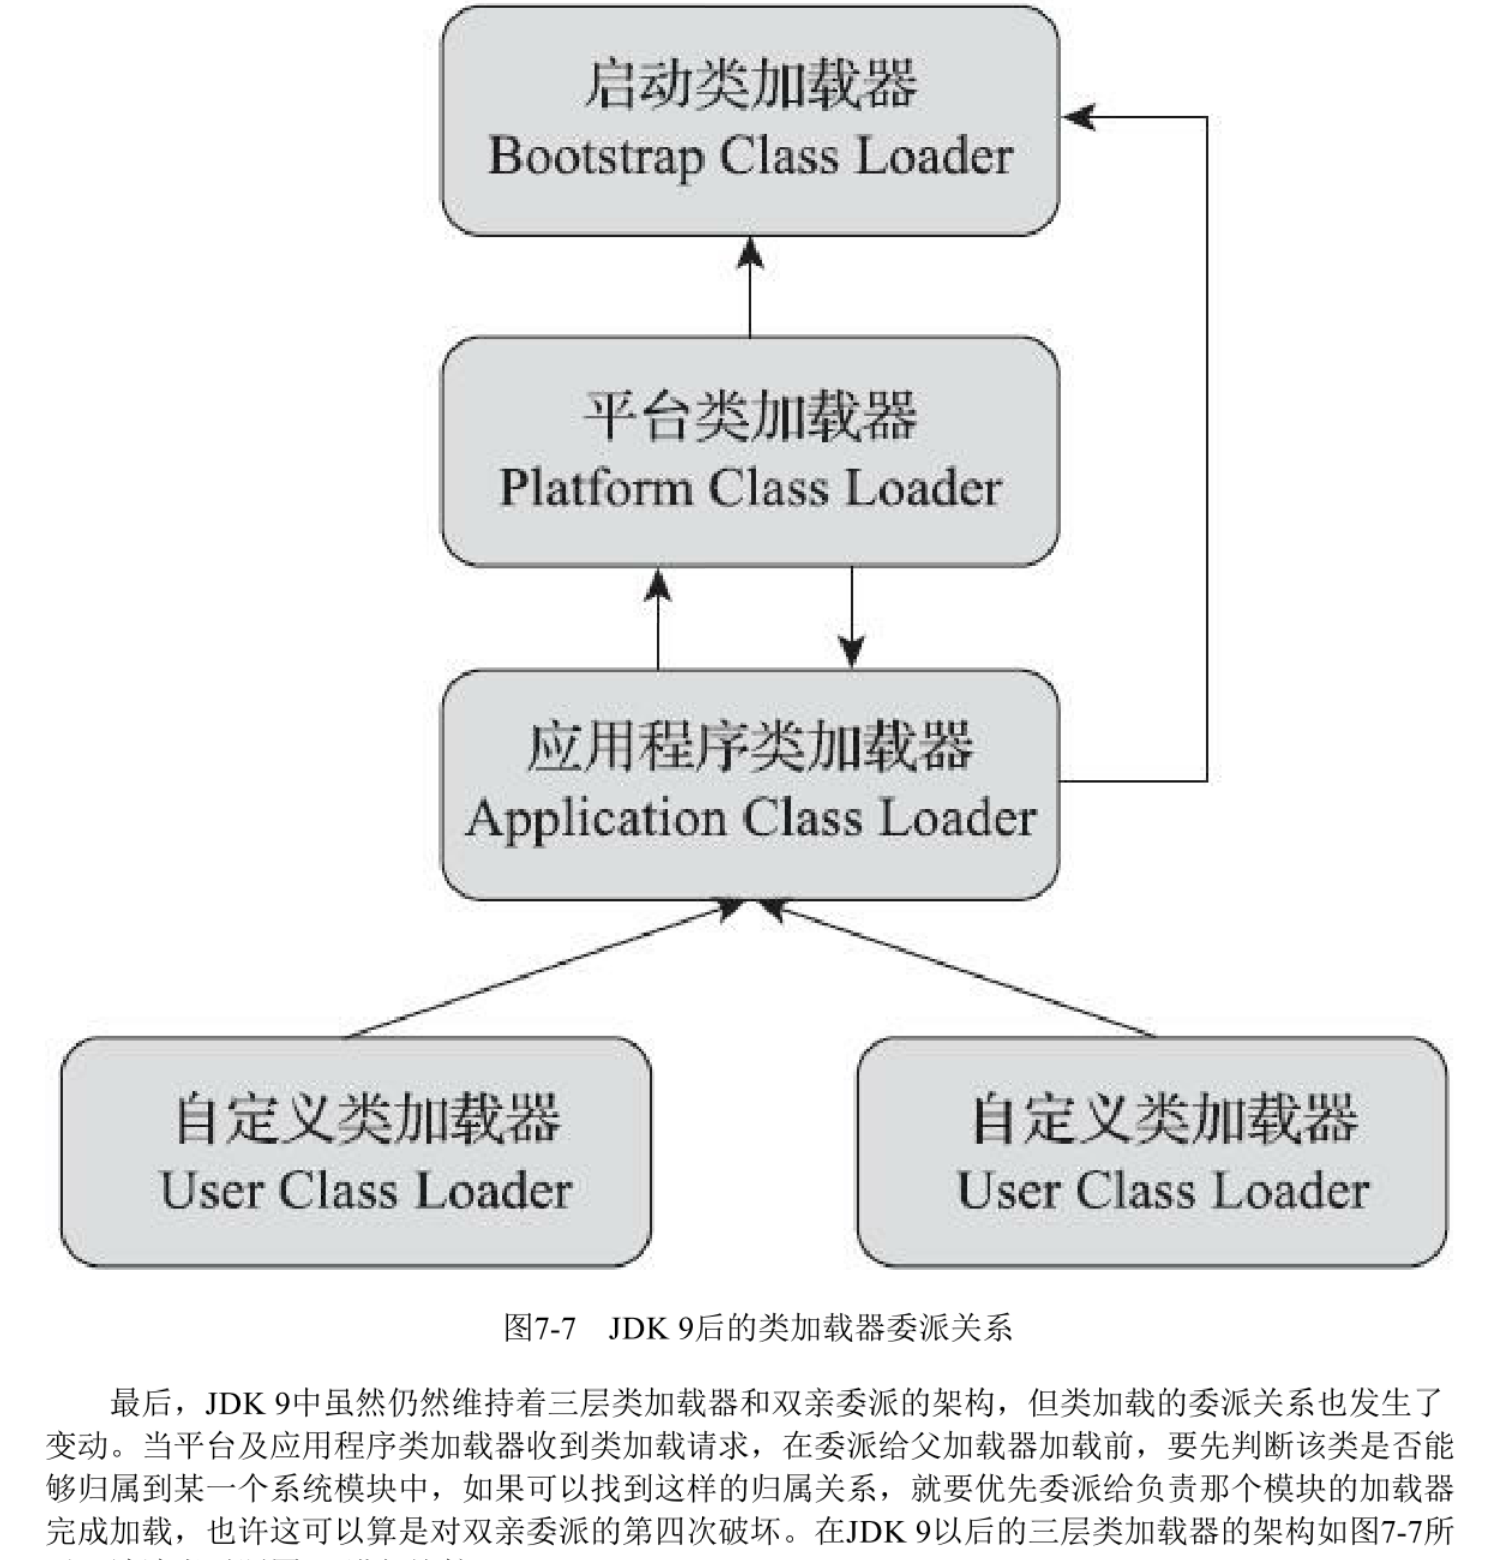 启动类加载器
Bootstrap Class Loader
平台类加载器
Platform Class Loader
应用程序类加载器
Application Class Loader
自定义类加载器
User Class Loader
自定义类加载器
User Class Loader
图7-7 JDK 9后的类加载器委派关系
最后，JDK 9中虽然仍然维持着三层类加载器和双亲委派的架构，但类加载的委派关系也发生了
变动。当平台及应用程序类加载器收到类加载请求，在委派给父加载器加载前，要先判断该类是否能
够归属到某一个系统模块中，如果可以找到这样的归属关系，就要优先委派给负责那个模块的加载器
完成加载，也许这可以算是对双亲委派的第四次破坏。在JDK 9以后的三层类加载器的架构如图7-7所